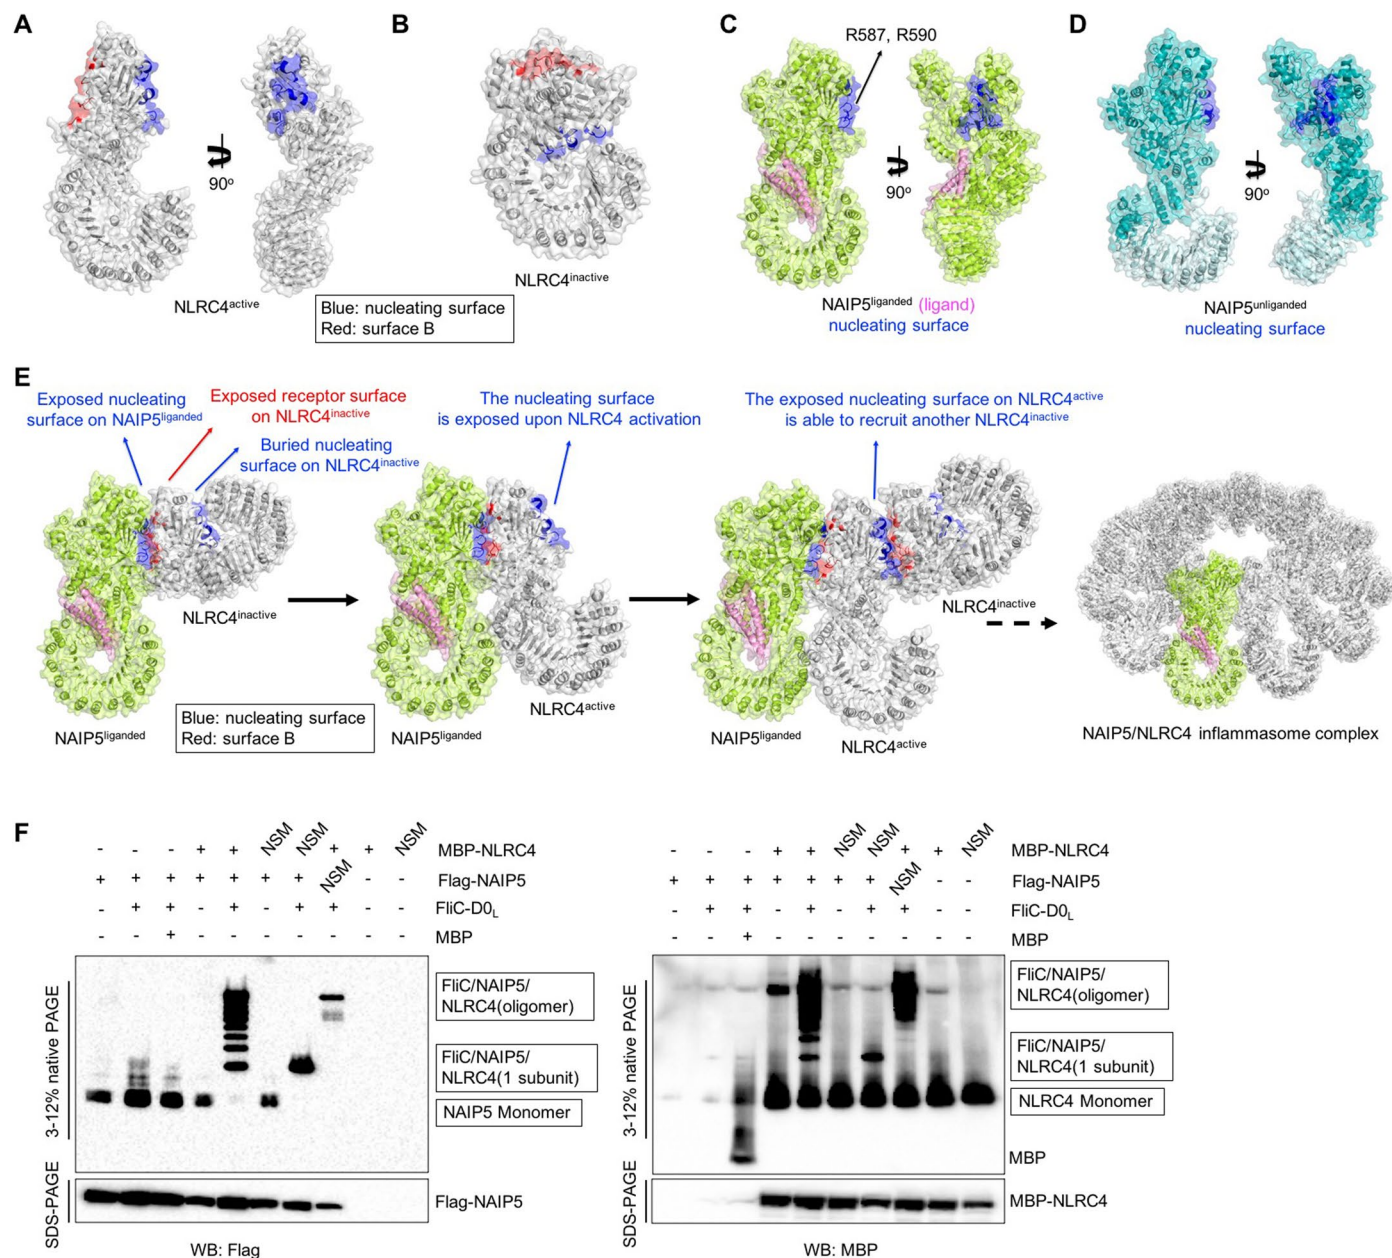 A
B
C
D
R587, R590
90o
90o
90o
NLRC4active
NLRC4inactive
NAIP5liganded (ligand)
nucleating surface
NAIP5unliganded
nucleating surface
Blue: nucleating surface
Red: surface B
E
Exposed nucleating
surface on NAIP5liganded
Exposed receptor surface
on NLRC4inactive
Buried nucleating
surface on NLRC4inactive
The nucleating surface
is exposed upon NLRC4 activation
The exposed nucleating surface on NLRC4active
is able to recruit another NLRC4inactive
NLRC4inactive
NAIP5liganded
Blue: nucleating surface
Red: surface B
NLRC4active
NAIP5liganded
NLRC4inactive
NAIP5liganded
NLRC4active
NAIP5/NLRC4 inflammasome complex
F
- - - + + NSM NSM + + NSM MBP-NLRC4
+ + + + + + + NSM - - Flag-NAIP5
- + + - + - + + - - FliC-D0L
- - + - - - - - - - MBP
3-12% native PAGE
FliC/NAIP5/
NLRC4(oligomer)
FliC/NAIP5/
NLRC4(1 subunit)
NAIP5 Monomer
SDS-PAGE
Flag-NAIP5
WB: Flag
- - - + + NSM NSM + + NSM MBP-NLRC4
+ + + + + + + NSM - - Flag-NAIP5
- + + - + - + + - - FliC-D0L
- - + - - - - - - - MBP
3-12% native PAGE
FliC/NAIP5/
NLRC4(oligomer)
FliC/NAIP5/
NLRC4(1 subunit)
NLRC4 Monomer
MBP
SDS-PAGE
MBP-NLRC4
WB: MBP